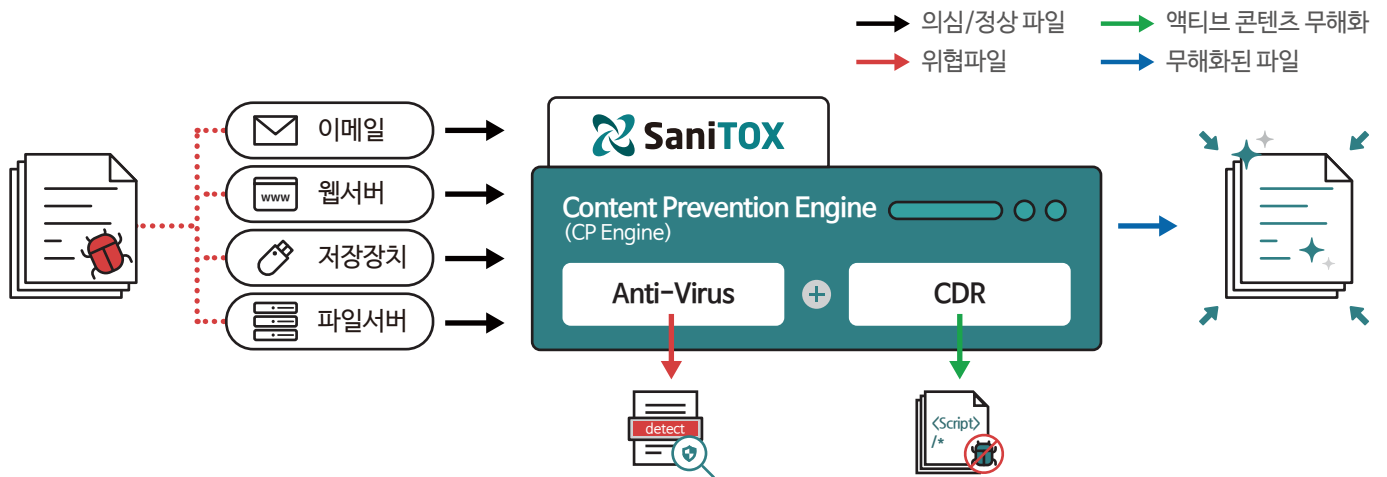 의심/정상 파일
액티브 콘텐츠 무해화
위협파일
무해화된 파일
이메일
www
웹서버
저장장치
파일서버
SaniTOX
Content Prevention Engine
(CP Engine)
Anti-Virus
+
CDR
detect
<Script>
/*